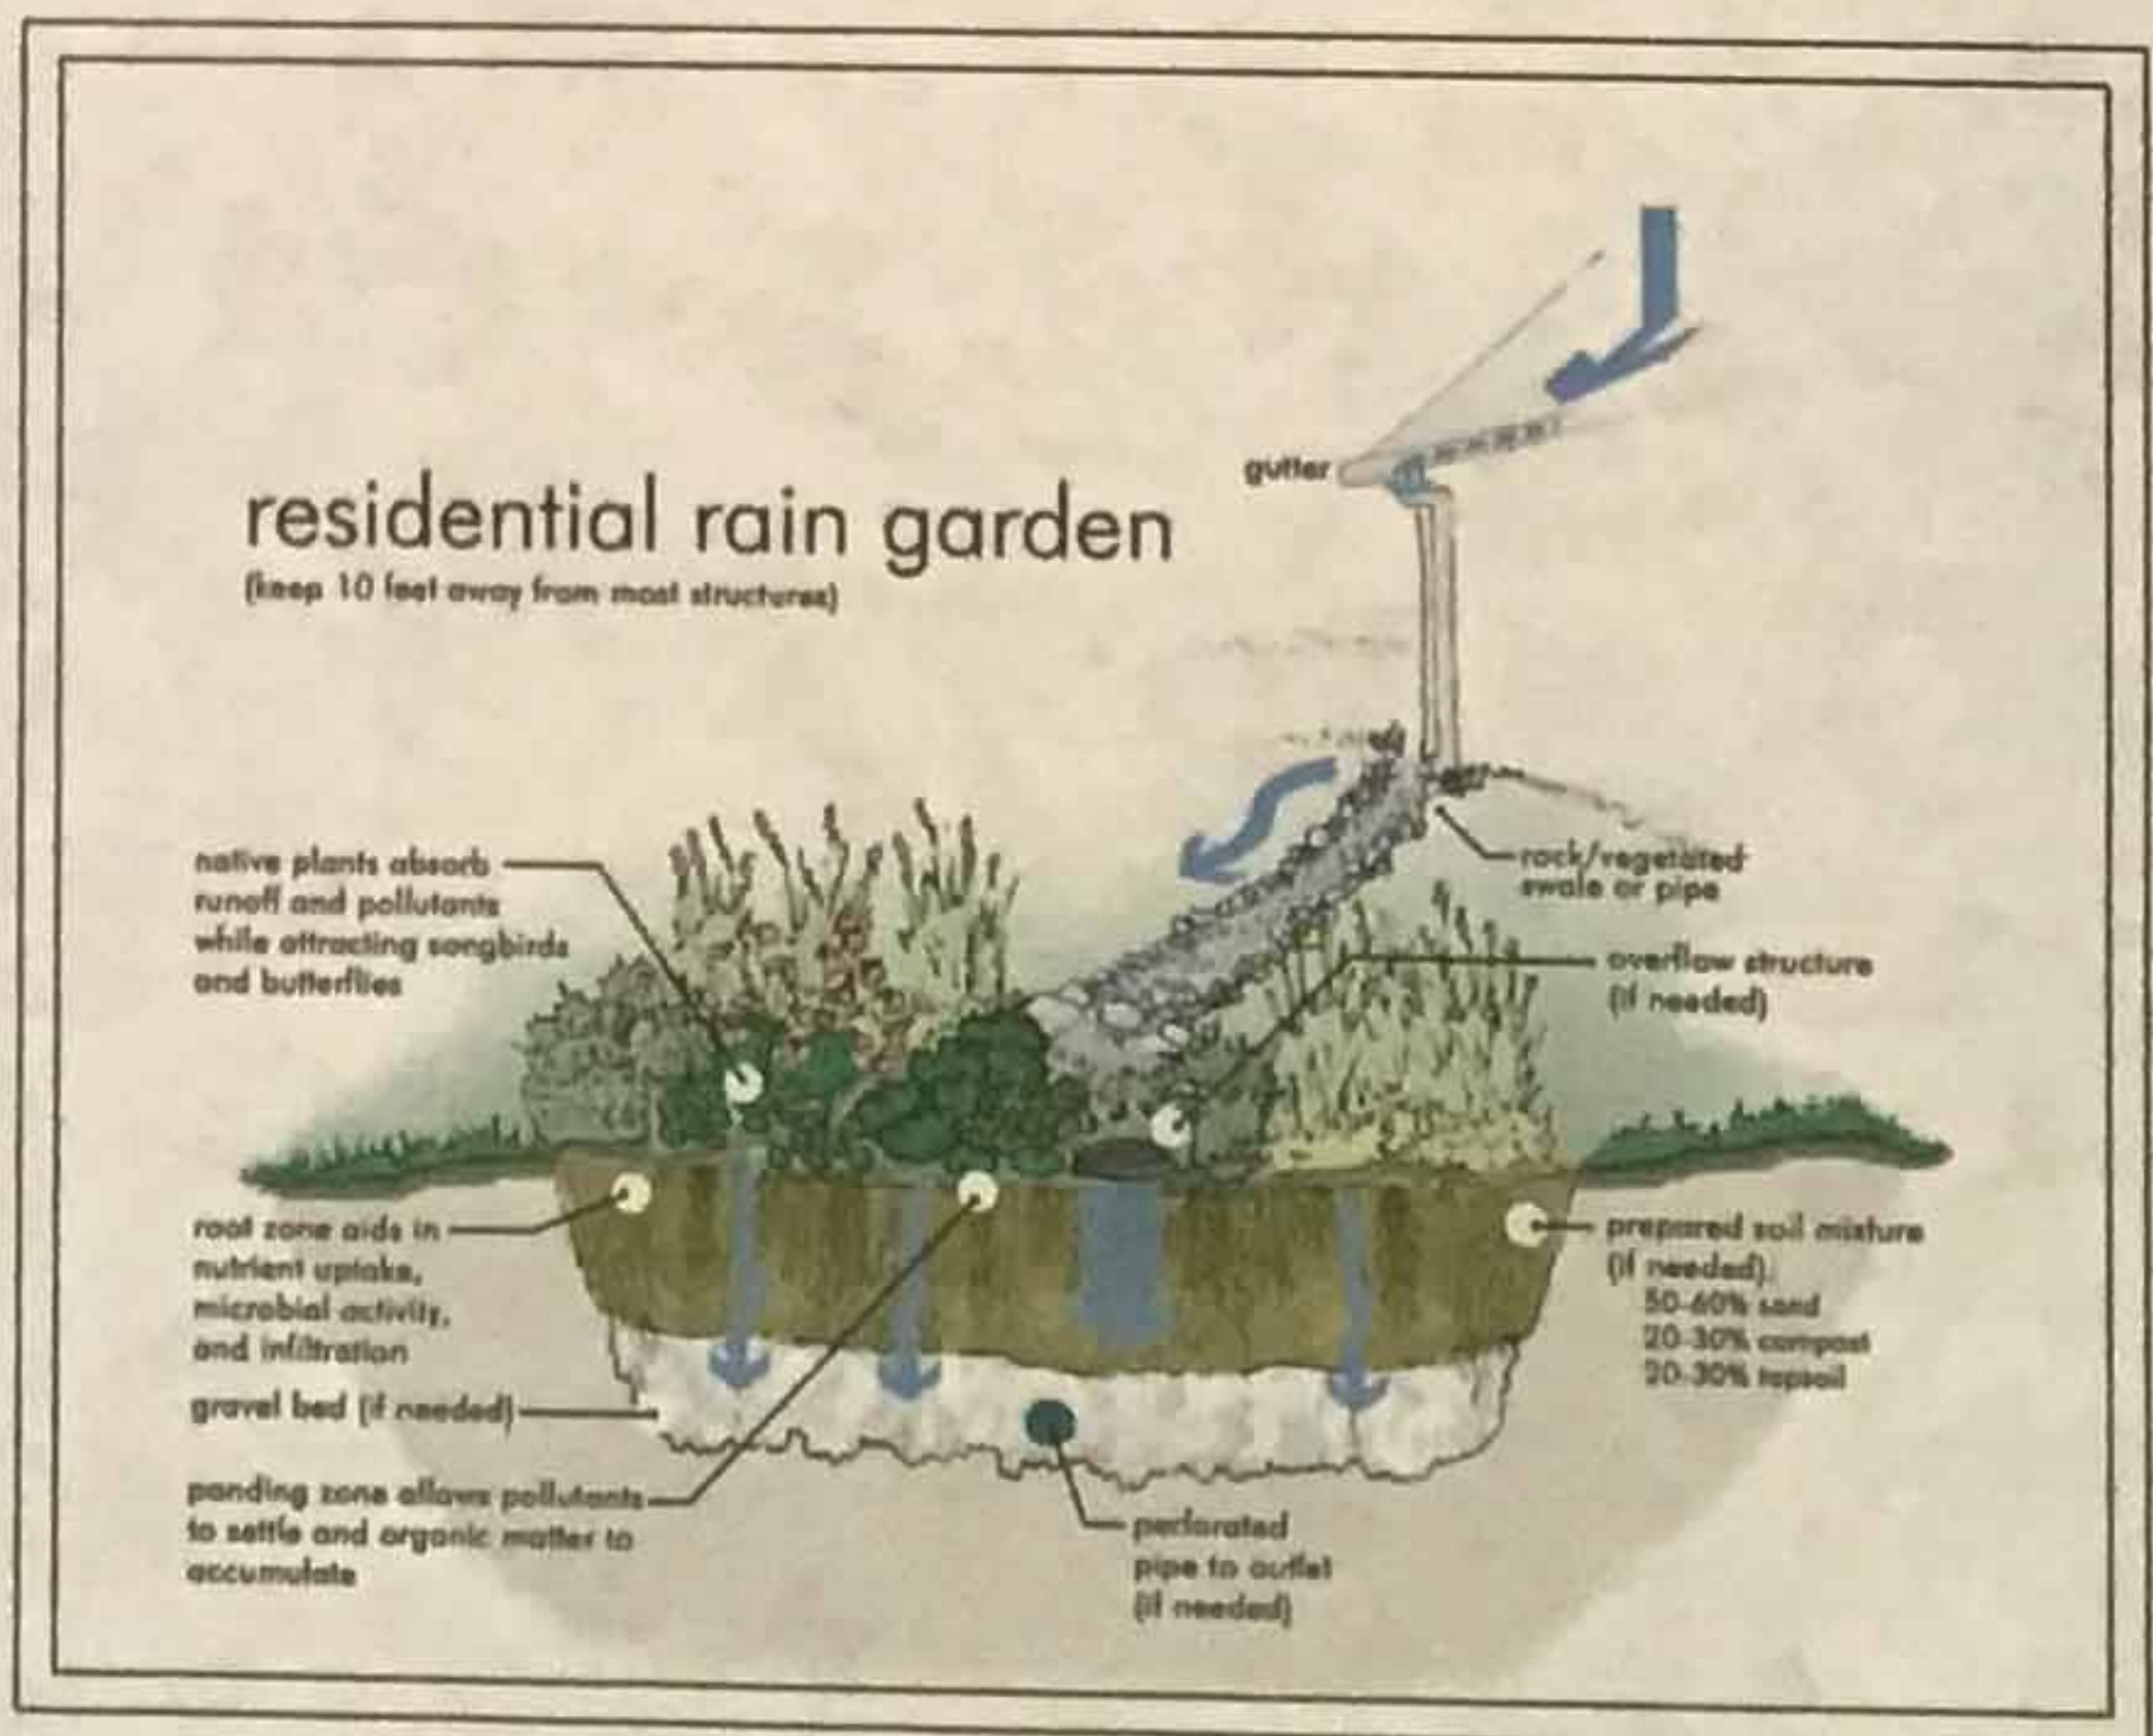 residential rain garden
(keep 10 feet away from most structures)
gutter
native plants absorb
runoff and pollutants
while attracting songbirds
and butterflies
rock/vegetated
swale or pipe
overflow structure
(if needed)
root zone aids in
nutrient uptake,
microbial activity,
and infiltration
prepared soil mixture
(if needed)
50-60% sand
20-30% compost
20-30% topsoil
gravel bed (if needed)
ponding zone allows pollutants
to settle and organic matter to
accumulate
perforated
pipe to outlet
(if needed)